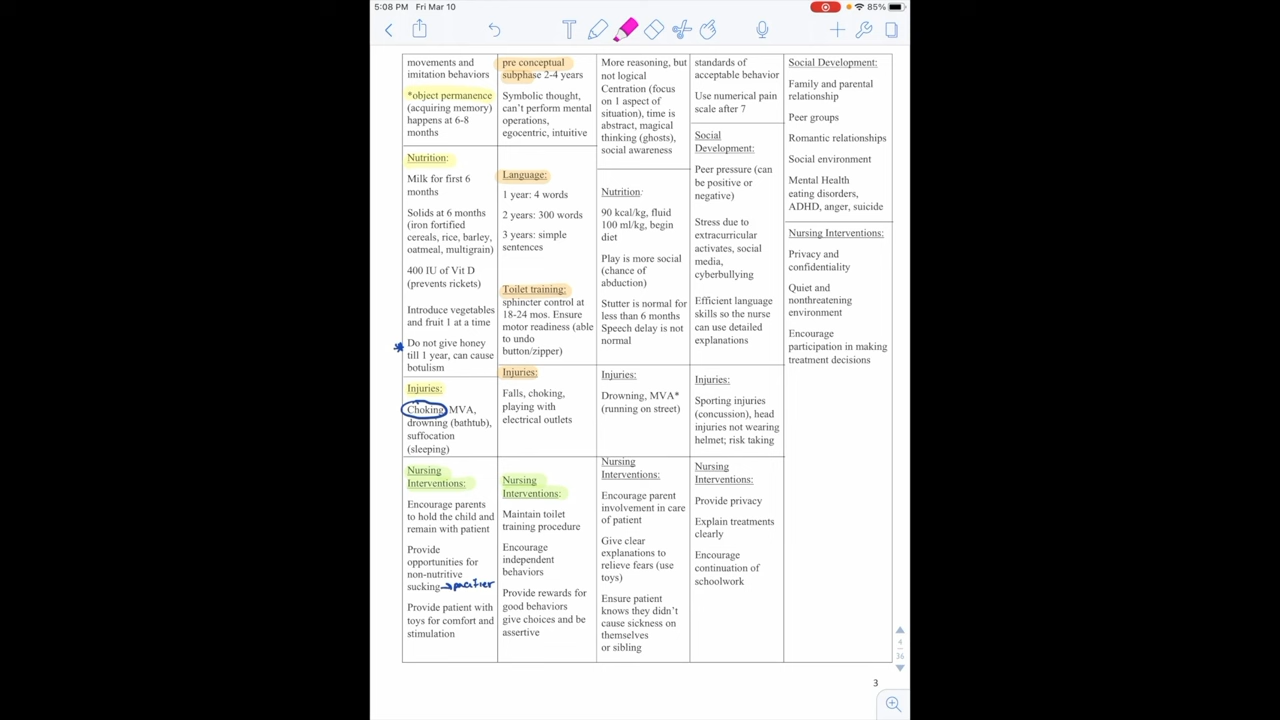 5:08 PM Fri Mar 10
85%
T
movements and
imitation behaviors
*object permanence
(acquiring memory)
happens at 6-8
months
Nutrition:
Milk for first 6
months
Solids at 6 months
(iron fortified
cereals, rice, barley,
oatmeal, multigrain)
400 IU of Vit D
(prevents rickets)
Introduce vegetables
and fruit 1 at a time
Do not give honey
till 1 year, can cause
botulism
Injuries:
Choking, MVA,
drowning (bathtub),
suffocation
(sleeping)
Nursing
Interventions:
Encourage parents
to hold the child and
remain with patient
Provide
opportunities for
non-nutritive
sucking → pacifier
Provide patient with
toys for comfort and
stimulation
pre conceptual
subphase 2-4 years
Symbolic thought,
can't perform mental
operations,
egocentric, intuitive
Language:
1 year: 4 words
2 years: 300 words
3 years: simple
sentences
Toilet training:
sphincter control at
18-24 mos. Ensure
motor readiness (able
to undo
button/zipper)
Injuries:
Falls, choking,
playing with
electrical outlets
Nursing
Interventions:
Maintain toilet
training procedure
Encourage
independent
behaviors
Provide rewards for
good behaviors
give choices and be
assertive
More reasoning, but
not logical
Centration (focus
on 1 aspect of
situation), time is
abstract, magical
thinking (ghosts),
social awareness
Nutrition:
90 kcal/kg, fluid
100 ml/kg, begin
diet
Play is more social
(chance of
abduction)
Stutter is normal for
less than 6 months
Speech delay is not
normal
Injuries:
Drowning, MVA*
(running on street)
Nursing
Interventions:
Encourage parent
involvement in care
of patient
Give clear
explanations to
relieve fears (use
toys)
Ensure patient
knows they didn't
cause sickness on
themselves
or sibling
standards of
acceptable behavior
Use numerical pain
scale after 7
Social
Development:
Peer pressure (can
be positive or
negative)
Stress due to
extracurricular
activates, social
media,
cyberbullying
Efficient language
skills so the nurse
can use detailed
explanations
Injuries:
Sporting injuries
(concussion), head
injuries not wearing
helmet; risk taking
Nursing
Interventions:
Provide privacy
Explain treatments
clearly
Encourage
continuation of
schoolwork
Social Development:
Family and parental
relationship
Peer groups
Romantic relationships
Social environment
Mental Health
eating disorders,
ADHD, anger, suicide
Nursing Interventions:
Privacy and
confidentiality
Quiet and
nonthreatening
environment
Encourage
participation in making
treatment decisions
4
36
3